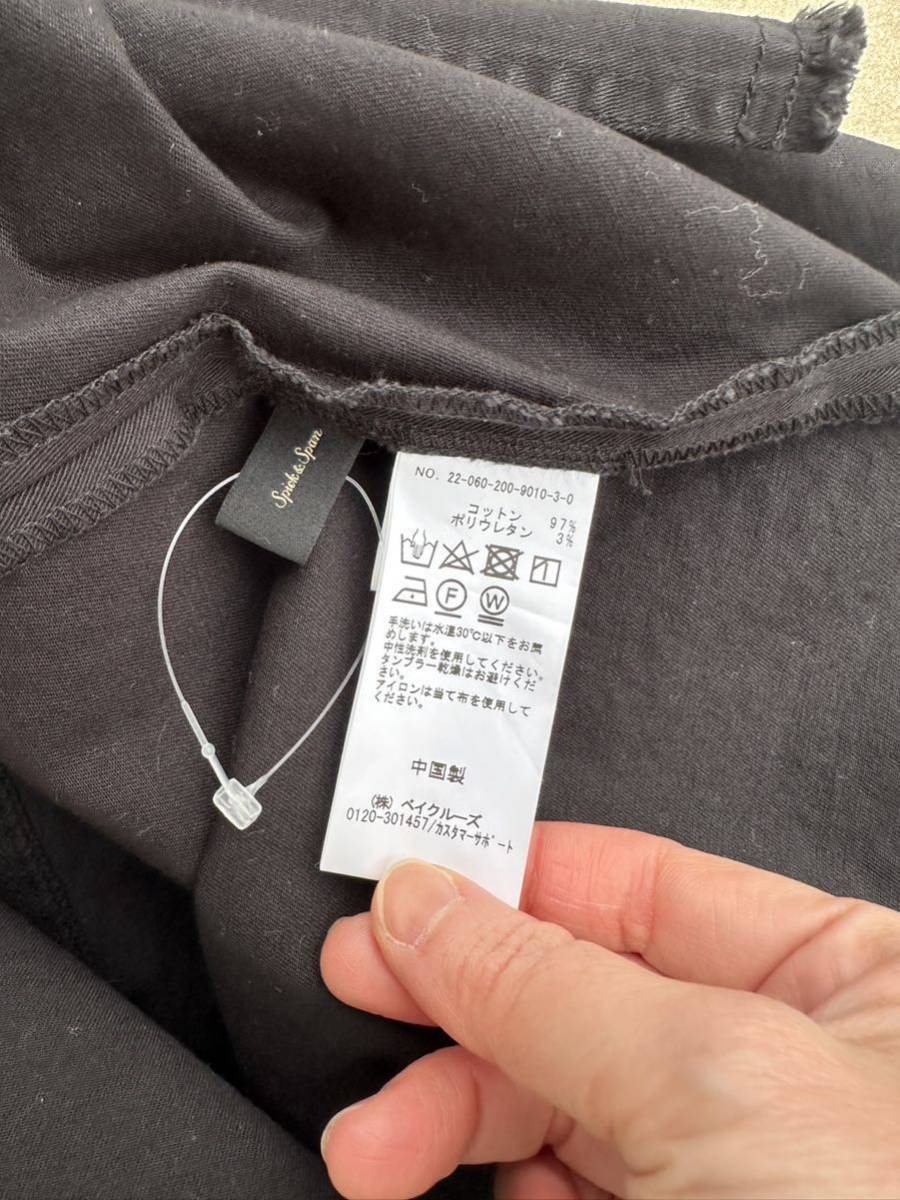 Spick & Span
NO. 22-060-200-9010-3-0
コットン 97%
ポリウレタン 3%
F W
手洗いは水温30℃以下をお薦
めします。
中性洗剤を使用してください。
タンブラー乾燥はお避けくだ
さい。
アイロンは当て布を使用して
ください。
中国製
(株) ベイクルーズ
0120-301457/カスタマーサポート